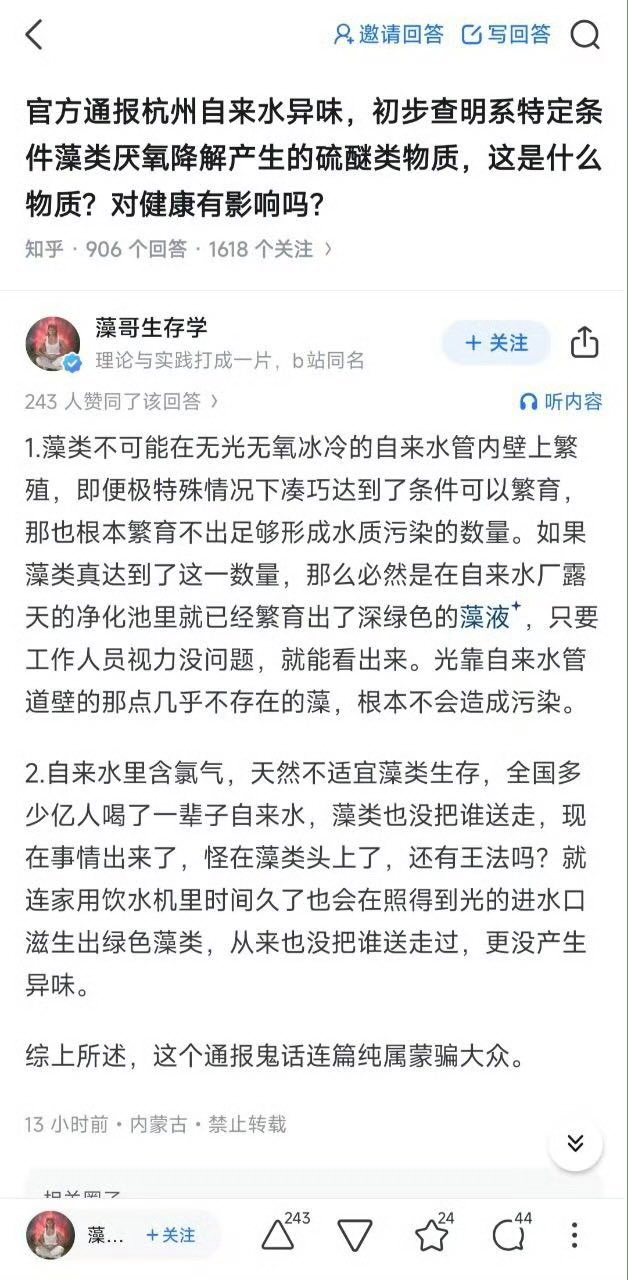 邀请回答 写回答
官方通报杭州自来水异味，初步查明系特定条
件藻类厌氧降解产生的硫醚类物质，这是什么
物质？对健康有影响吗？
知乎 · 906 个回答 · 1618 个关注 >
藻哥生存学
+ 关注
理论与实践打成一片，b站同名
243 人赞同了该回答 >
听内容
1.藻类不可能在无光无氧冰冷的自来水管内壁上繁
殖，即便极特殊情况下凑巧达到了条件可以繁育，
那也根本繁育不出足够形成水质污染的数量。如果
藻类真达到了这一数量，那么必然是在自来水厂露
天的净化池里就已经繁育出了深绿色的藻液，只要
工作人员视力没问题，就能看出来。光靠自来水管
道壁的那点几乎不存在的藻，根本不会造成污染。
2.自来水里含氯气，天然不适宜藻类生存，全国多
少亿人喝了一辈子自来水，藻类也没把谁送走，现
在事情出来了，怪在藻类头上了，还有王法吗？就
连家用饮水机里时间久了也会在照得到光的进水口
滋生出绿色藻类，从来也没把谁送走过，更没产生
异味。
综上所述，这个通报鬼话连篇纯属蒙骗大众。
13 小时前 · 内蒙古 · 禁止转载
藻... +关注 243 24 44